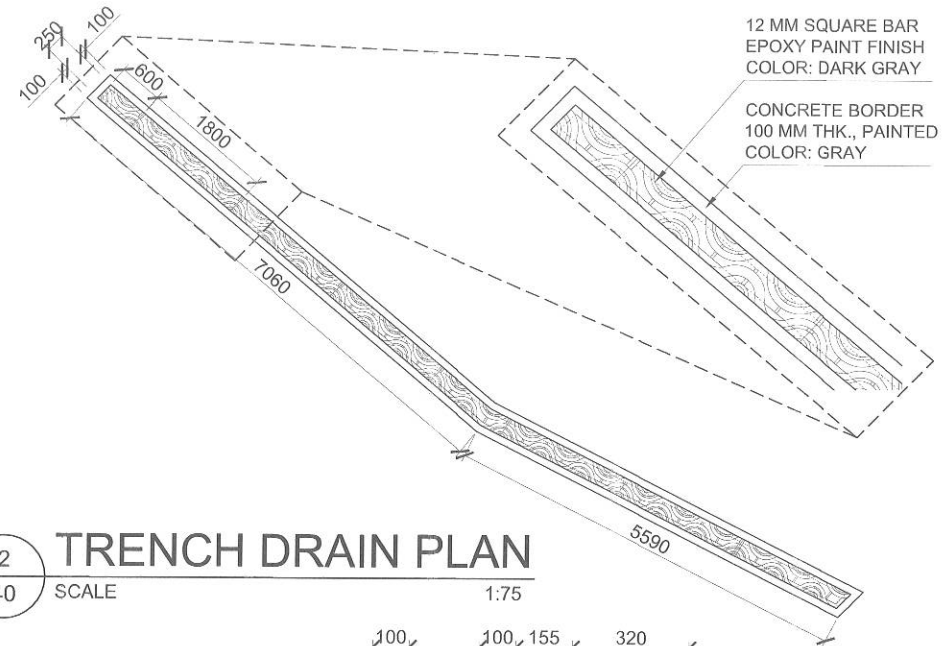 100
250
100
600
1800
7060
5590
12 MM SQUARE BAR
EPOXY PAINT FINISH
COLOR: DARK GRAY
CONCRETE BORDER
100 MM THK., PAINTED
COLOR: GRAY
2
TRENCH DRAIN PLAN
SCALE 1:75
100 100 155 320